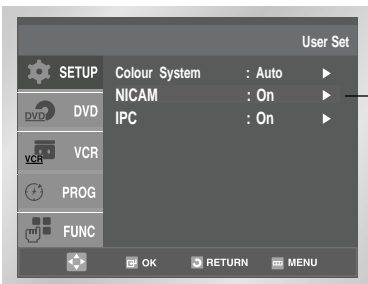 User Set
SETUP
DVD
DVD
VCR
VCR
PROG
FUNC
Colour System : Auto ►
NICAM : On ►
IPC : On ►
OK RETURN MENU